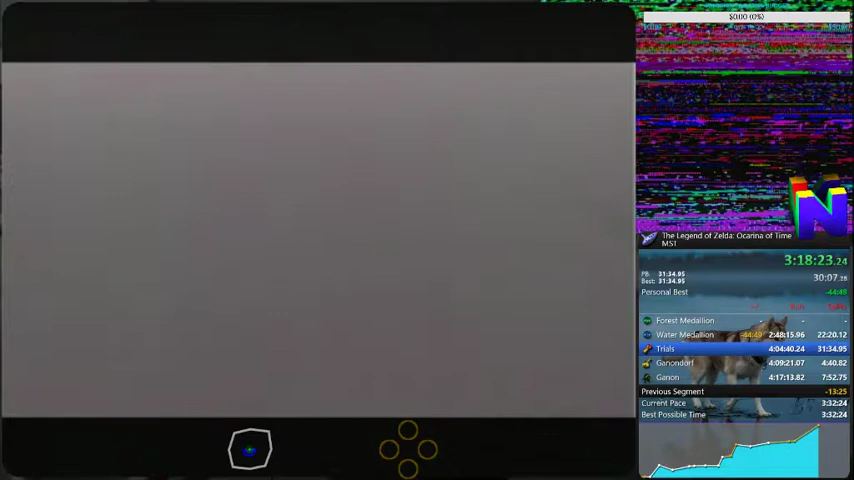 $0.00 (0%)
The Legend of Zelda: Ocarina of Time
MST
3:18:23.24
PB: 31:34.95 30:07.28
Best: 31:34.95
Personal Best -44:49
Forest Medallion - - -
Water Medallion -44:49 2:48:15.96 22:20.12
Trials 4:04:40.24 31:34.95
Ganondorf 4:09:21.07 4:40.82
Ganon 4:17:13.82 7:52.75
Previous Segment -13:25
Current Pace 3:32:24
Best Possible Time 3:32:24